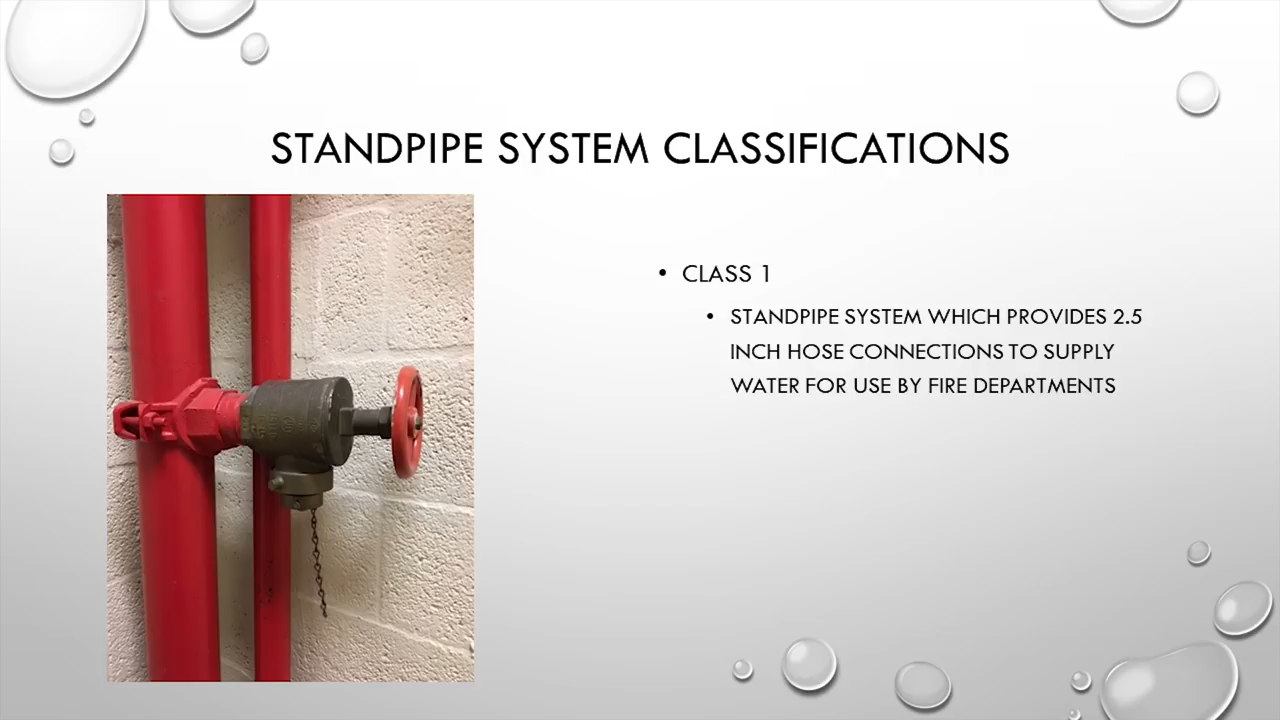 STANDPIPE SYSTEM CLASSIFICATIONS
• CLASS 1
• STANDPIPE SYSTEM WHICH PROVIDES 2.5
INCH HOSE CONNECTIONS TO SUPPLY
WATER FOR USE BY FIRE DEPARTMENTS